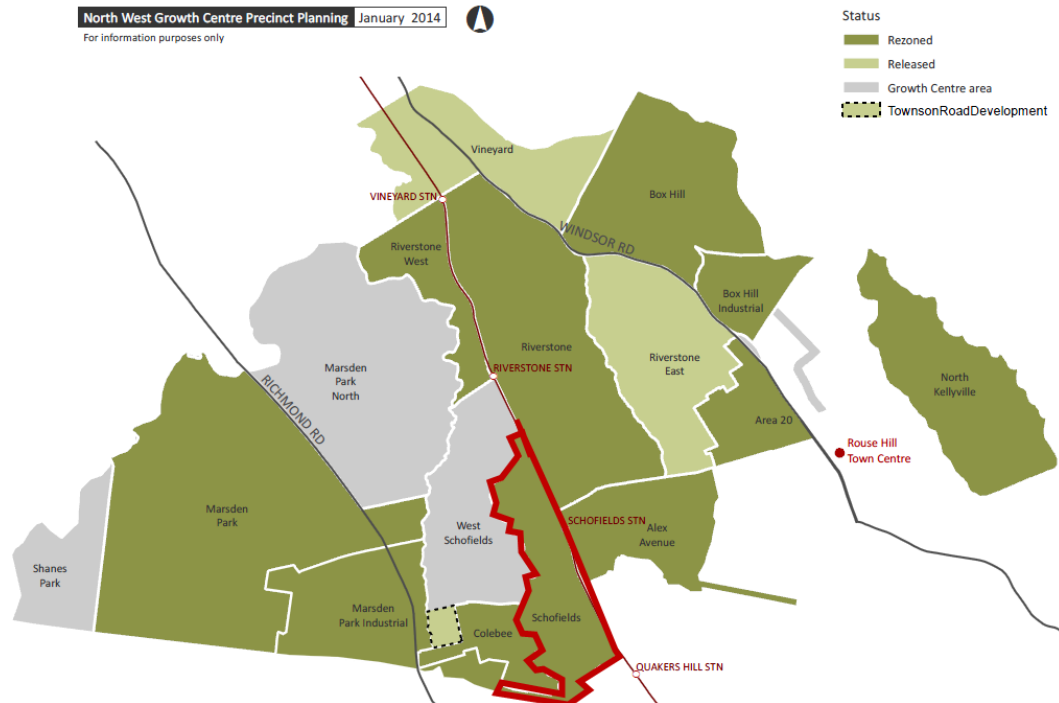 North West Growth Centre Precinct Planning January 2014
For information purposes only
Status
Rezoned
Released
Growth Centre area
TownsonRoadDevelopment
Vineyard
VINEYARD STN
Box Hill
WINDSOR RD
Riverstone
West
Box Hill
Industrial
Riverstone
Riverstone
East
Marsden
Park
North
RIVERSTONE STN
RICHMOND RD
North
Kellyville
Area 20
Rouse Hill
Town Centre
Marsden
Park
West
Schofields
SCHOFIELDS STN
Alex
Avenue
Shanes
Park
Marsden
Park Industrial
Colebee
Schofields
QUAKERS HILL STN